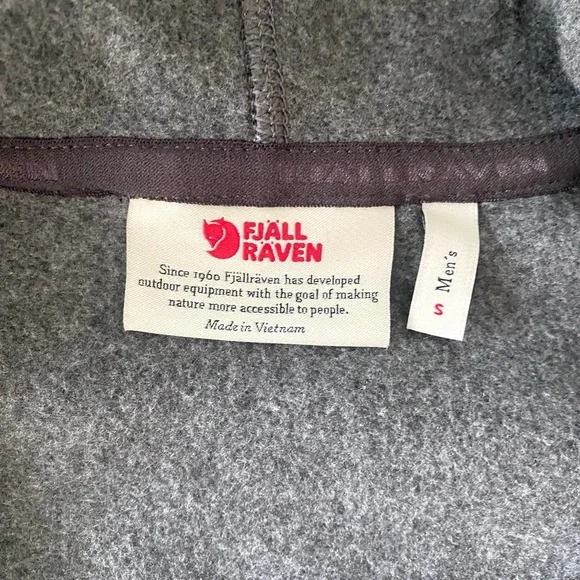 FJÄLL
RÄVEN
Since 1960 Fjällräven has developed
outdoor equipment with the goal of making
nature more accessible to people.
Made in Vietnam
Men's
S